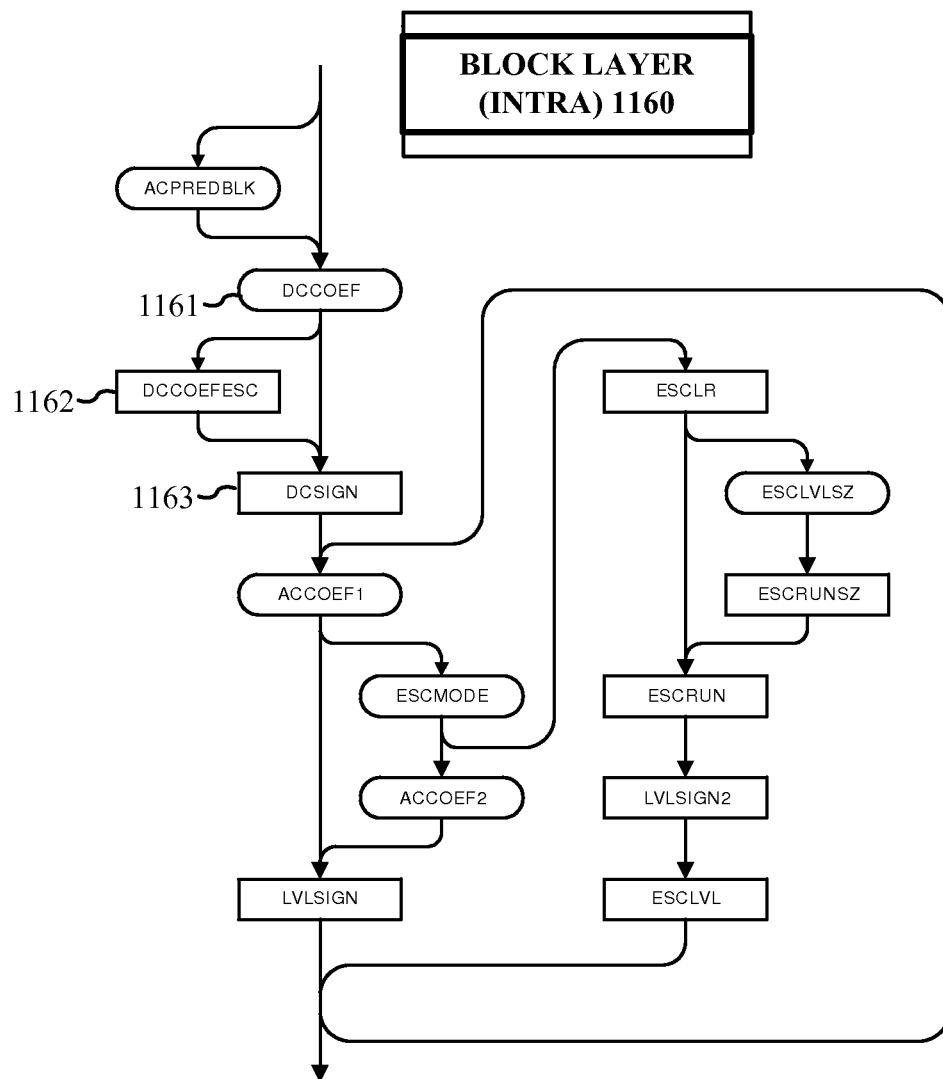 BLOCK LAYER
(INTRA) 1160
ACPREDBLK
1161
DCCOEF
1162
DCCOEFESC
ESCLR
1163
DCSIGN
ESCLVLSZ
ACCOEF1
ESCRUNSZ
ESCMODE
ESCRUN
ACCOEF2
LVLSIGN2
LVLSIGN
ESCLVL